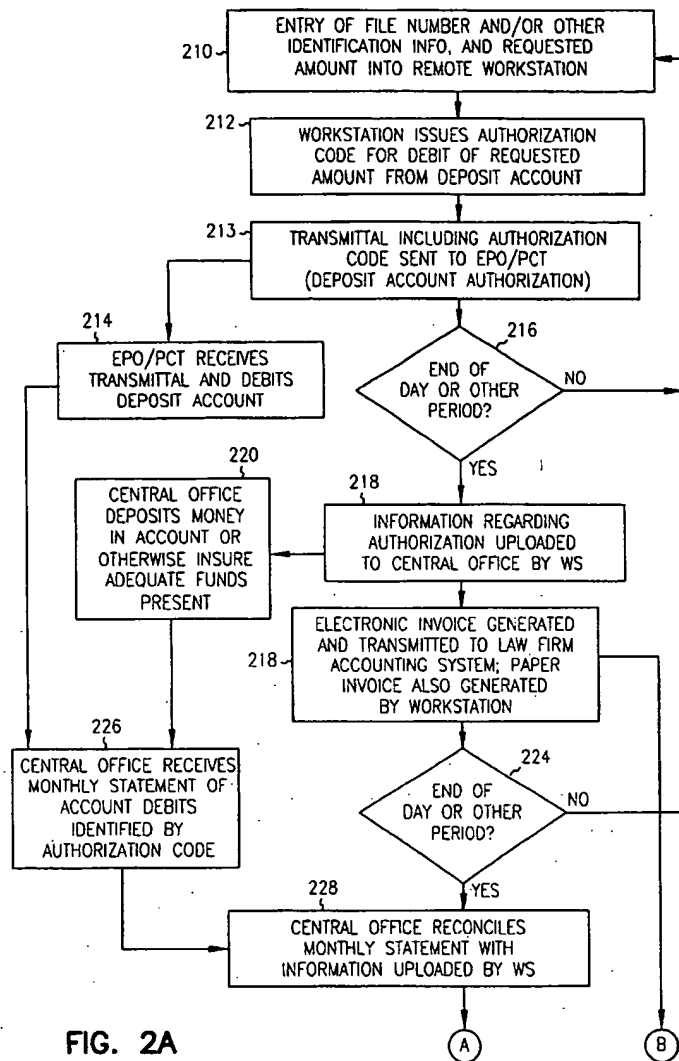 210
ENTRY OF FILE NUMBER AND/OR OTHER
IDENTIFICATION INFO, AND REQUESTED
AMOUNT INTO REMOTE WORKSTATION
212
WORKSTATION ISSUES AUTHORIZATION
CODE FOR DEBIT OF REQUESTED
AMOUNT FROM DEPOSIT ACCOUNT
213
TRANSMITTAL INCLUDING AUTHORIZATION
CODE SENT TO EPO/PCT
(DEPOSIT ACCOUNT AUTHORIZATION)
214
EPO/PCT RECEIVES
TRANSMITTAL AND DEBITS
DEPOSIT ACCOUNT
216
END OF
DAY OR OTHER
PERIOD?
NO
YES
220
CENTRAL OFFICE
DEPOSITS MONEY
IN ACCOUNT OR
OTHERWISE INSURE
ADEQUATE FUNDS
PRESENT
218
INFORMATION REGARDING
AUTHORIZATION UPLOADED
TO CENTRAL OFFICE BY WS
218
ELECTRONIC INVOICE GENERATED
AND TRANSMITTED TO LAW FIRM
ACCOUNTING SYSTEM; PAPER
INVOICE ALSO GENERATED
BY WORKSTATION
226
CENTRAL OFFICE RECEIVES
MONTHLY STATEMENT OF
ACCOUNT DEBITS
IDENTIFIED BY
AUTHORIZATION CODE
224
END OF
DAY OR OTHER
PERIOD?
NO
YES
228
CENTRAL OFFICE RECONCILES
MONTHLY STATEMENT WITH
INFORMATION UPLOADED BY WS
A
B
FIG. 2A